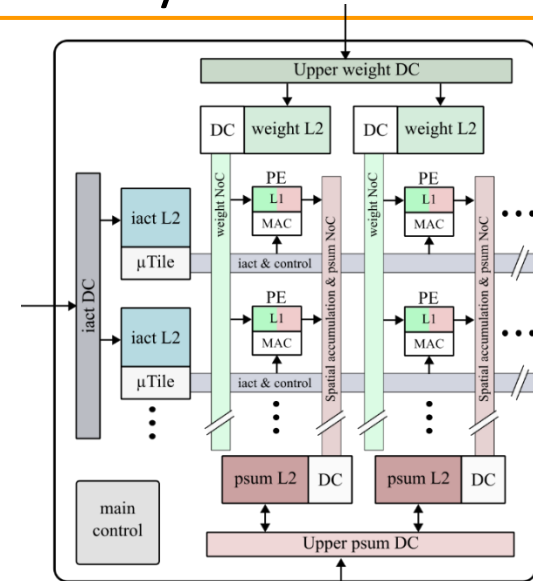 Upper weight DC
DC
weight L2
DC
weight L2
weight NoC
PE
L1
MAC
Spatial accumulation & psum NoC
weight NoC
PE
L1
MAC
Spatial accumulation & psum NoC
iact DC
iact L2
µTile
iact & control
iact L2
µTile
PE
L1
MAC
iact & control
PE
L1
MAC
psum L2
DC
psum L2
DC
main
control
Upper psum DC